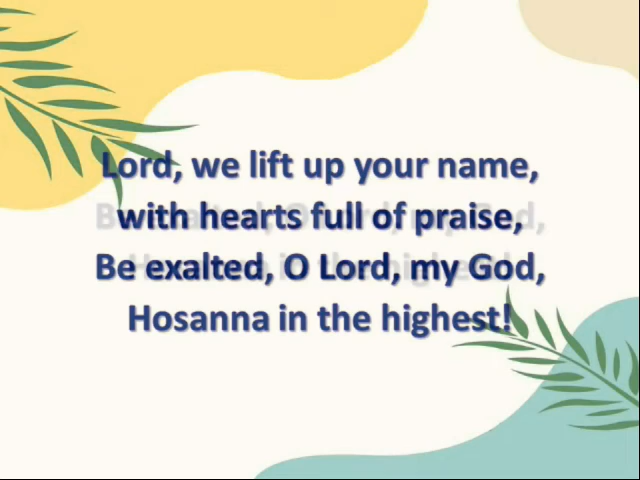 Lord, we lift up your name,
with hearts full of praise,
Be exalted, O Lord, my God,
Hosanna in the highest!